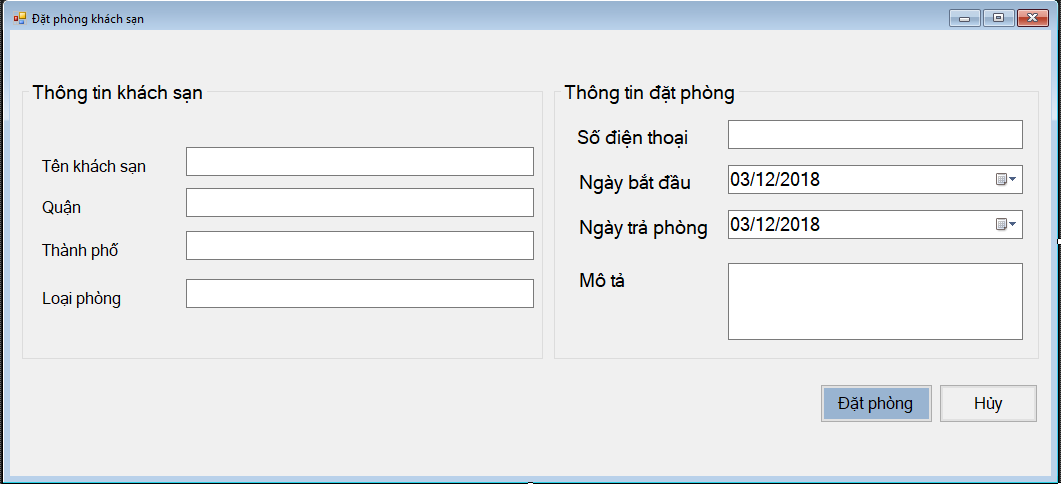 Đặt phòng khách sạn
Thông tin khách sạn
Tên khách sạn
Quận
Thành phố
Loại phòng
Thông tin đặt phòng
Số điện thoại
Ngày bắt đầu 03/12/2018
Ngày trả phòng 03/12/2018
Mô tả
Đặt phòng Hủy